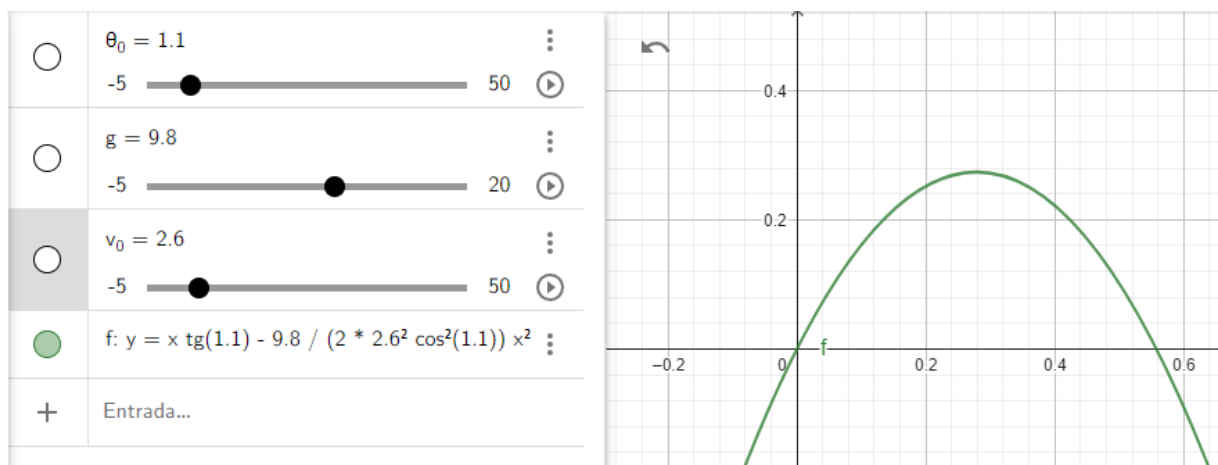 θ₀ = 1.1
-5 50
g = 9.8
-5 20
v₀ = 2.6
-5 50
f: y = x tg(1.1) - 9.8 / (2 * 2.6² cos²(1.1)) x²
+ Entrada...
0.4
0.2
f
−0.2 0 0.2 0.4 0.6